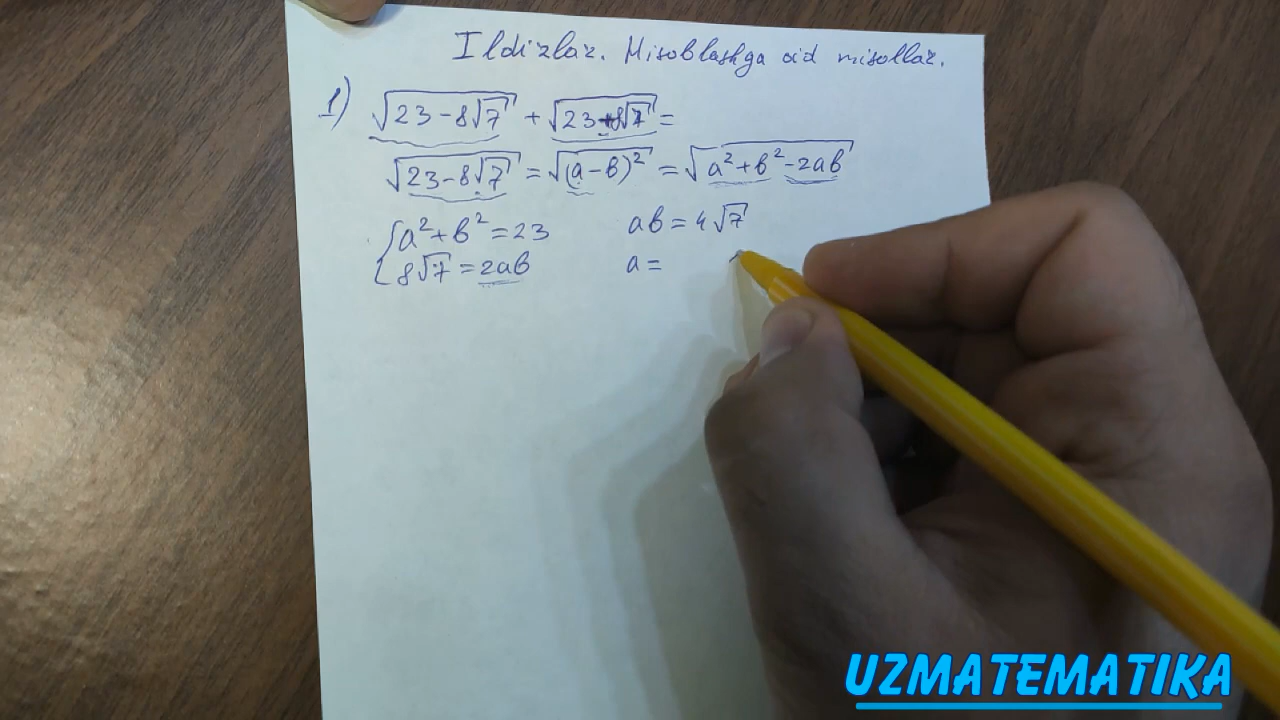 Ildizlar. Hisoblashga oid misollar.
1) √(23-8√7) + √(23+8√7) =
√(23-8√7) = √((a-b)²) = √(a²+b²-2ab)
{a²+b²=23 ab=4√7
{8√7=2ab a=
UZMATEMATIKA